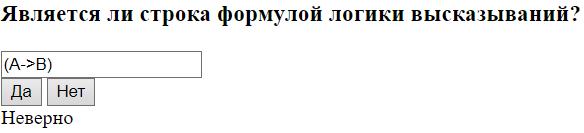 Является ли строка формулой логики высказываний?
(A->B)
Да Нет
Неверно